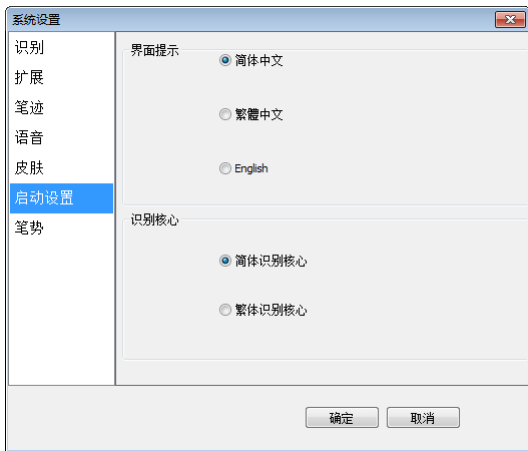 系统设置
识别
扩展
笔迹
语音
皮肤
启动设置
笔势
界面提示
简体中文
繁體中文
English
识别核心
简体识别核心
繁体识别核心
确定
取消